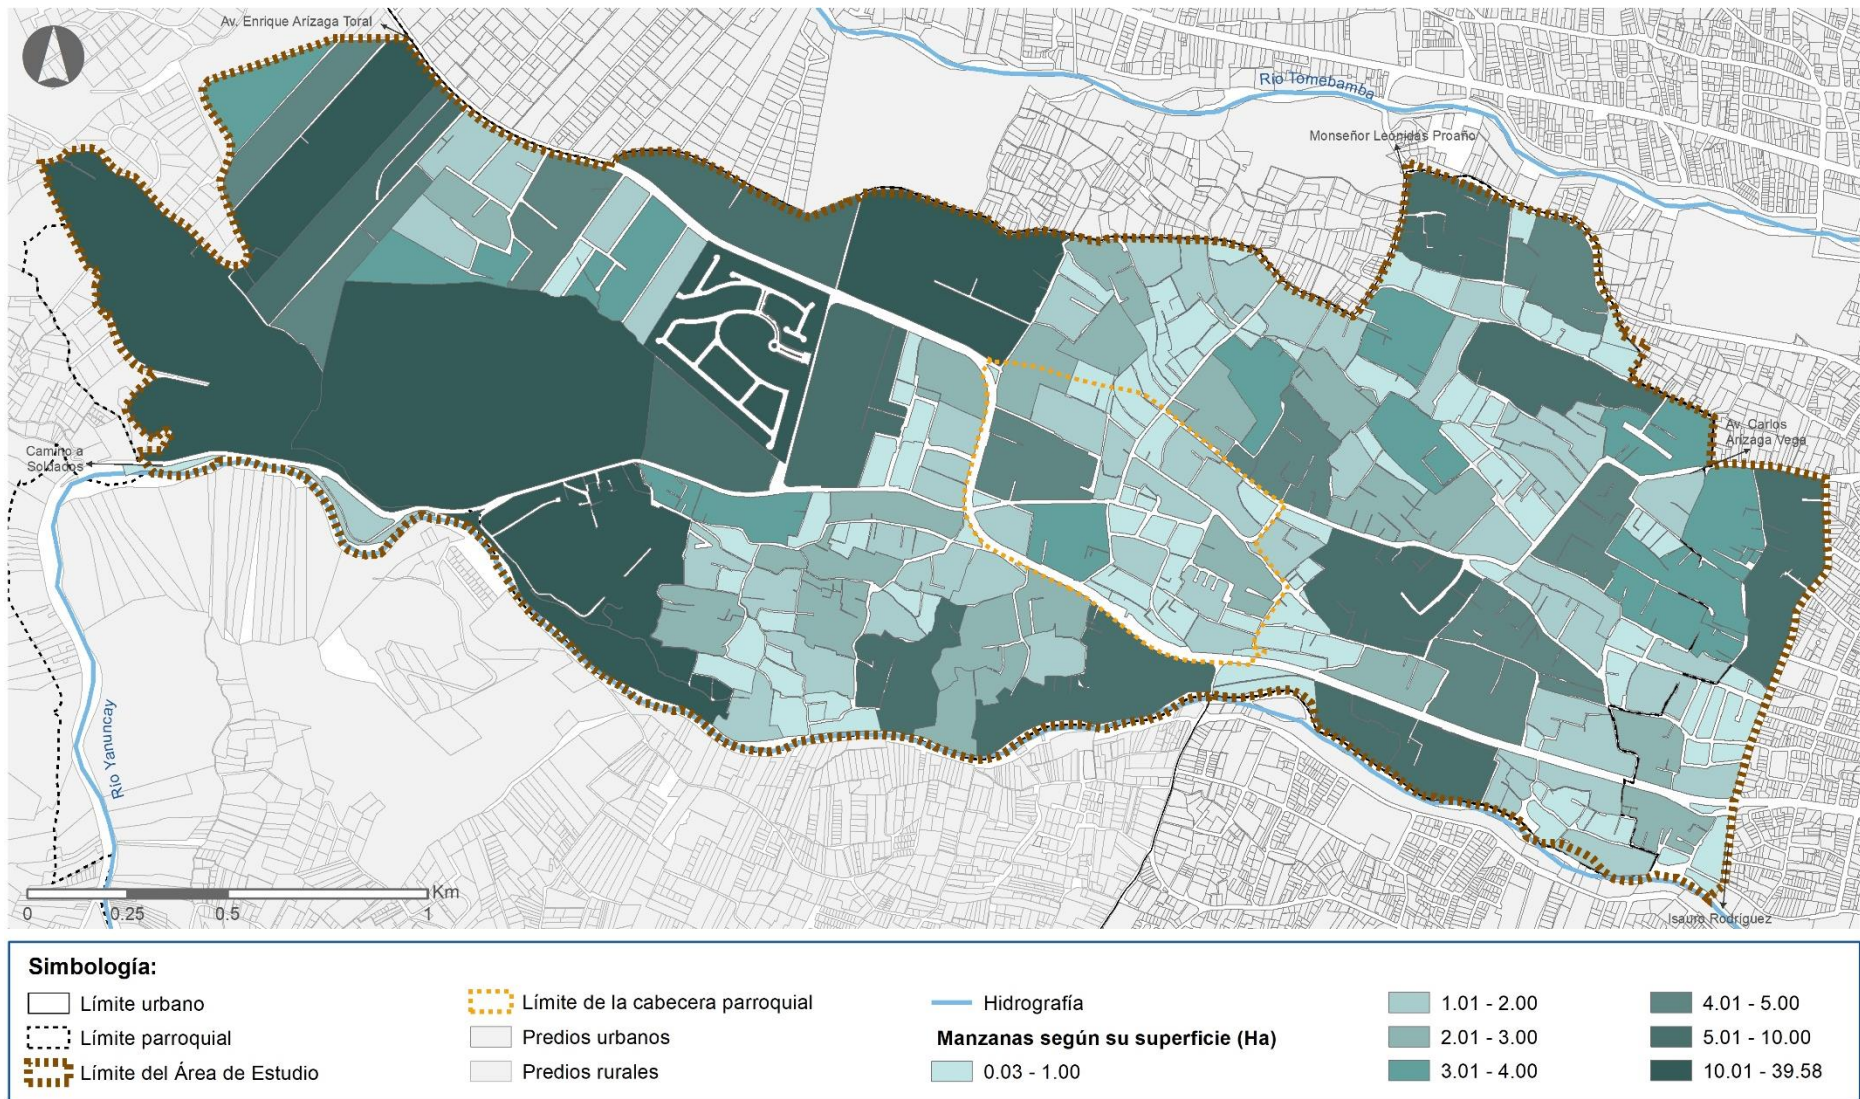 Av. Enrique Arízaga Toral
Río Tomebamba
Monseñor Leonidas Proaño
Av. Carlos
Arízaga Vega
Camino a
Soldados
Río Yanuncay
Km
0
0.25
0.5
1
Isauro Rodríguez
Simbología:
Límite urbano
Límite parroquial
Límite del Área de Estudio
Límite de la cabecera parroquial
Predios urbanos
Predios rurales
Hidrografía
Manzanas según su superficie (Ha)
0.03 - 1.00
1.01 - 2.00
2.01 - 3.00
3.01 - 4.00
4.01 - 5.00
5.01 - 10.00
10.01 - 39.58